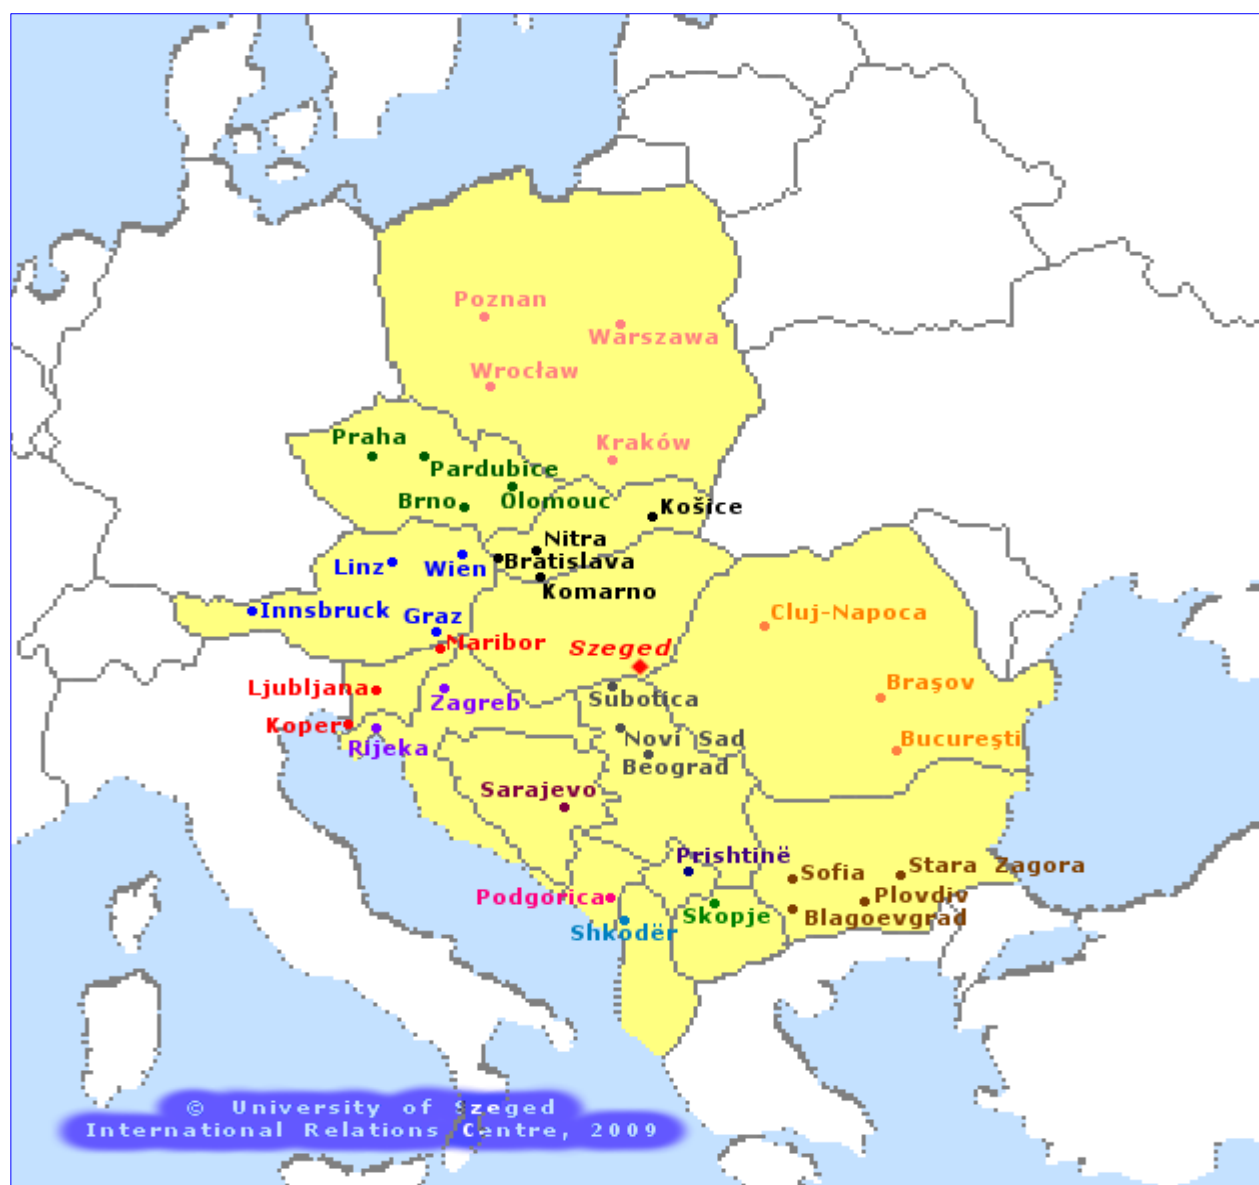 Poznan
Warszawa
Wrocław
Kraków
Praha
Pardubice
Brno
Olomouc
Košice
Nitra
Bratislava
Komarno
Linz
Wien
Innsbruck
Graz
Maribor
Szeged
Cluj-Napoca
Ljubljana
Zagreb
Subotica
Braşov
Koper
Rijeka
Novi Sad
Beograd
Bucureşti
Sarajevo
Prishtinë
Sofia
Stara Zagora
Podgorica
Skopje
Plovdiv
Blagoevgrad
Shkodër
© University of Szeged
International Relations Centre, 2009